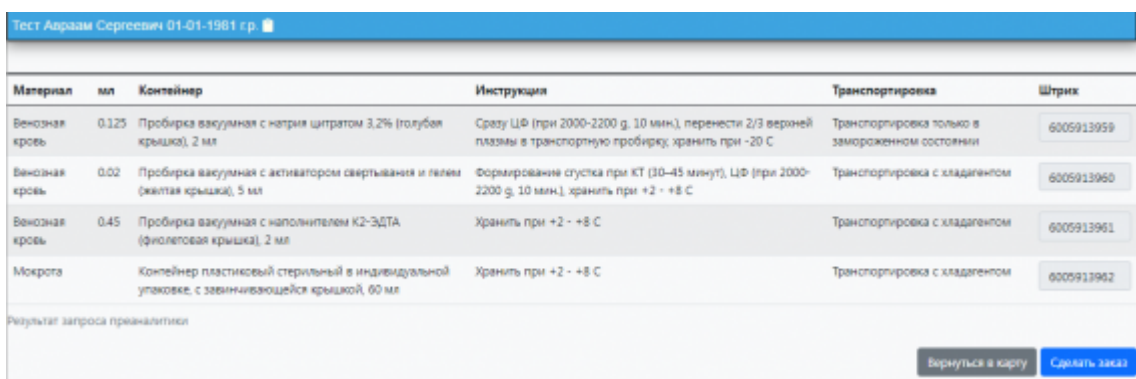 Тест Авраам Сергеевич 01-01-1981 г.р.
Материал мл Контейнер Инструкция Транспортировка Штрих
Венозная 0.125 Пробирка вакуумная с натрия цитратом 3,2% (голубая Сразу ЦФ (при 2000-2200 g, 10 мин.), перенести 2/3 верхней Транспортировка только в 6005913959
кровь крышка), 2 мл плазмы в транспортную пробирку, хранить при -20 С замороженном состоянии
Венозная 0.02 Пробирка вакуумная с активатором свертывания и гелем Формирование сгустка при КТ (30–45 минут), ЦФ (при 2000- Транспортировка с хладагентом 6005913960
кровь (желтая крышка), 5 мл 2200 g, 10 мин.), хранить при +2 - +8 С
Венозная 0.45 Пробирка вакуумная с наполнителем К2-ЭДТА Хранить при +2 - +8 С Транспортировка с хладагентом 6005913961
кровь (фиолетовая крышка), 2 мл
Мокрота Контейнер пластиковый стерильный в индивидуальной Хранить при +2 - +8 С Транспортировка с хладагентом 6005913962
упаковке, с завинчивающейся крышкой, 60 мл
Результат запроса преаналитики
Вернуться в карту Сделать заказ